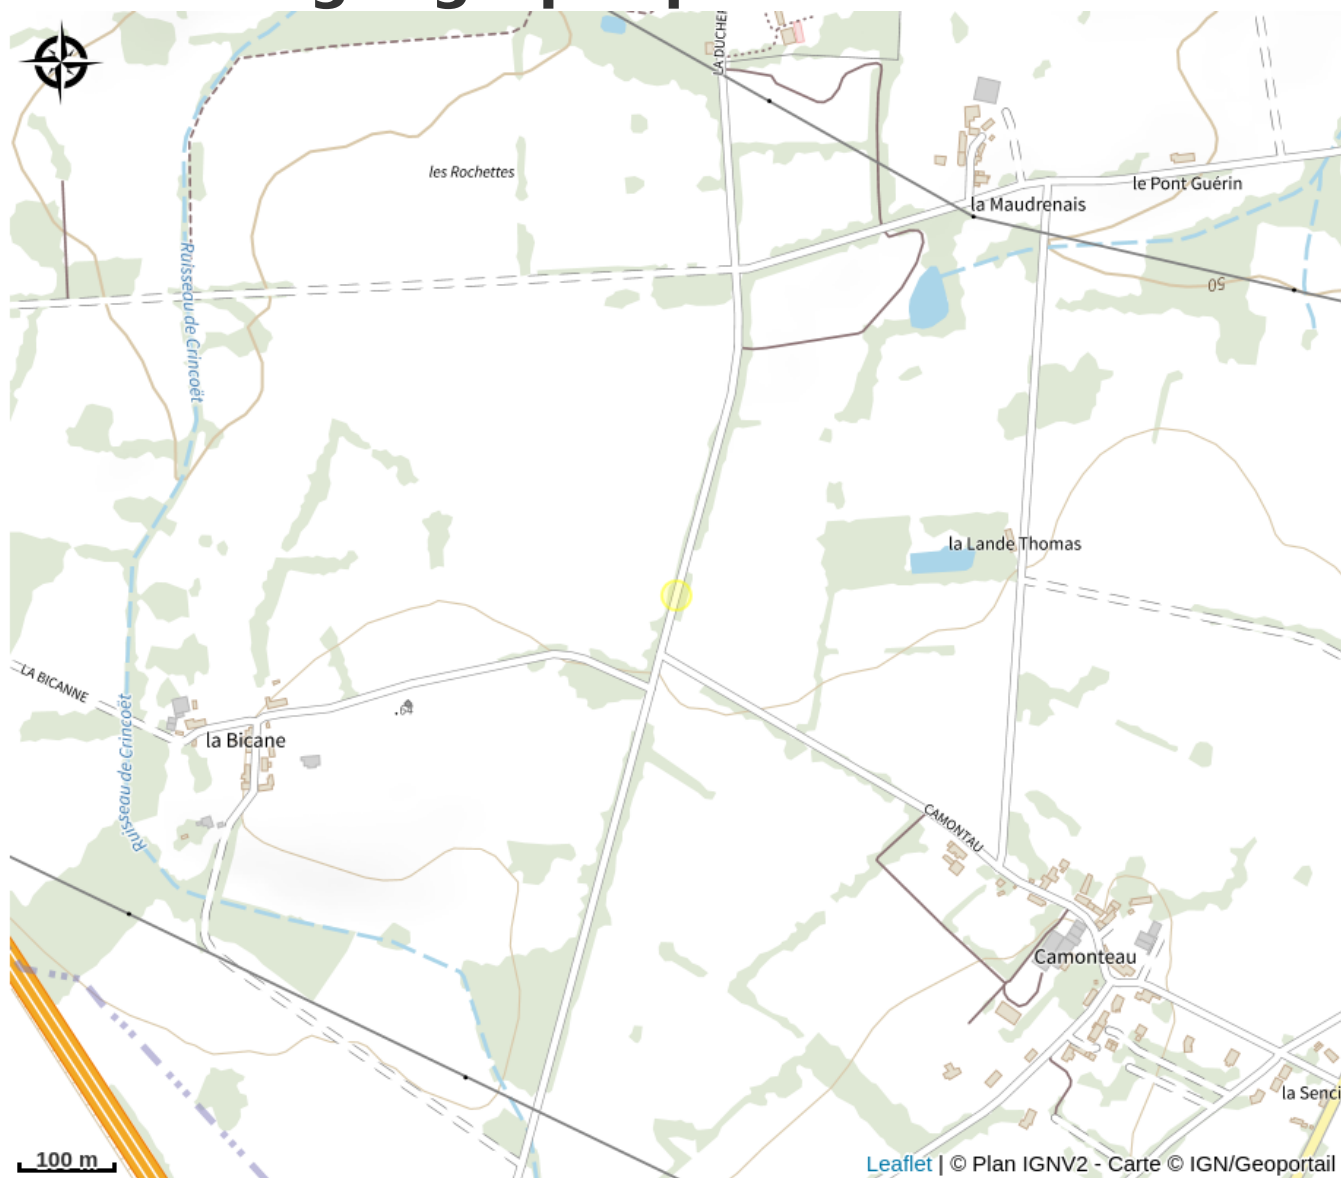 LA DUCHE
les Rochettes
le Pont Guérin
la Maudrenais
Ruisseau de Crincoët
50
la Lande Thomas
LA BICANNE
64
Ruisseau de Crincoët
la Bicane
CAMONTAU
Camonteau
la Senci
100 m
Leaflet | © Plan IGNV2 - Carte © IGN/Geoportail